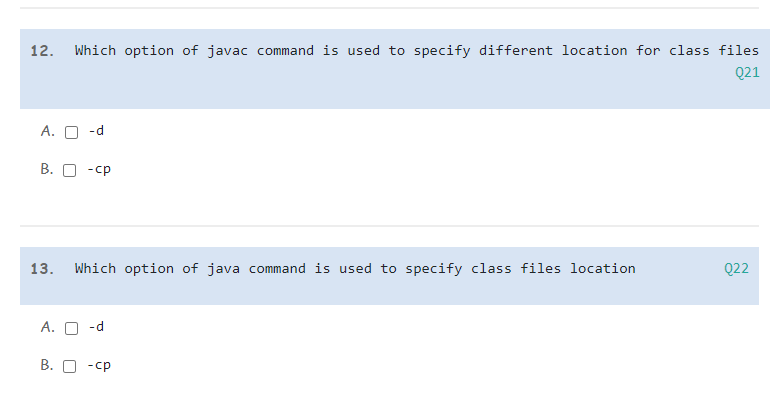 12. Which option of javac command is used to specify different location for class files
Q21
A. -d
B. -cp
13. Which option of java command is used to specify class files location Q22
A. -d
B. -cp